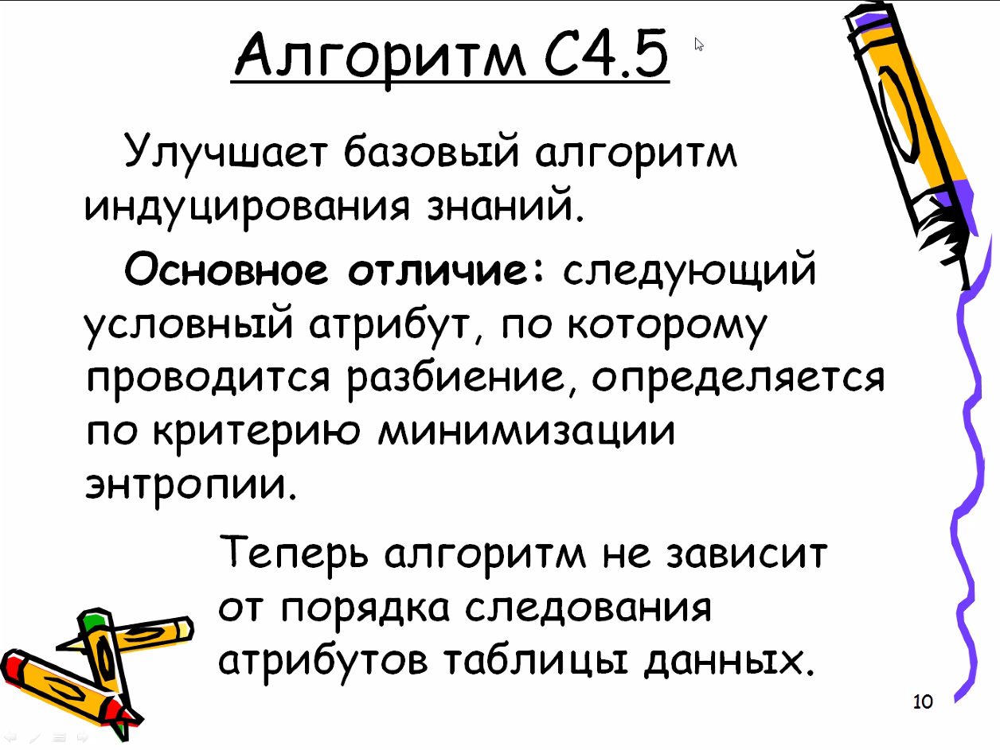 Алгоритм С4.5
Улучшает базовый алгоритм
индуцирования знаний.
Основное отличие: следующий
условный атрибут, по которому
проводится разбиение, определяется
по критерию минимизации
энтропии.
Теперь алгоритм не зависит
от порядка следования
атрибутов таблицы данных.
10